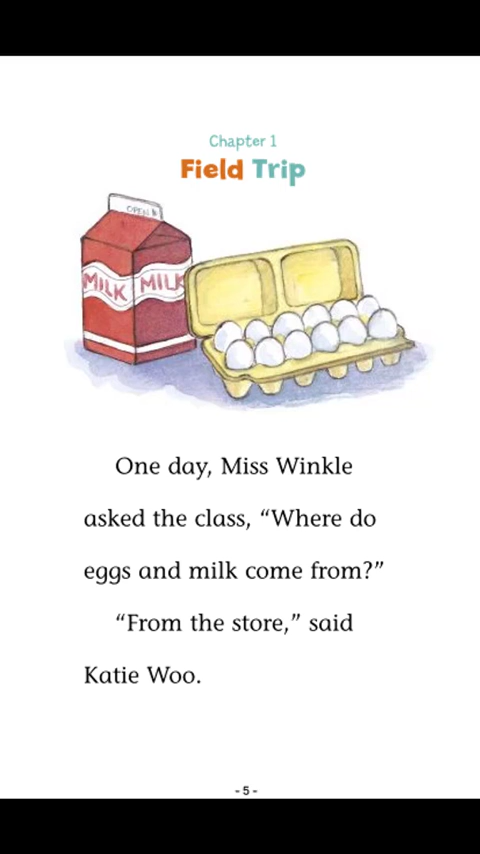 Chapter 1
Field Trip
OPEN
MILK MILK
One day, Miss Winkle
asked the class, “Where do
eggs and milk come from?”
“From the store,” said
Katie Woo.
- 5 -